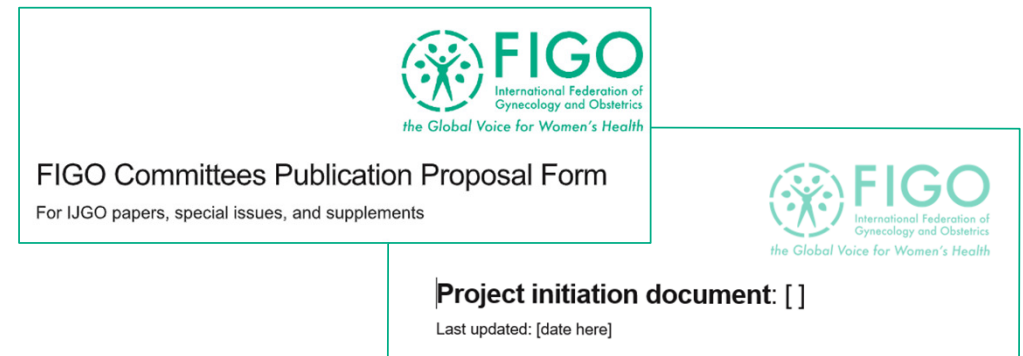 FIGO
International Federation of
Gynecology and Obstetrics
the Global Voice for Women's Health
FIGO Committees Publication Proposal Form
For IJGO papers, special issues, and supplements
FIGO
International Federation of
Gynecology and Obstetrics
the Global Voice for Women's Health
Project initiation document: [ ]
Last updated: [date here]